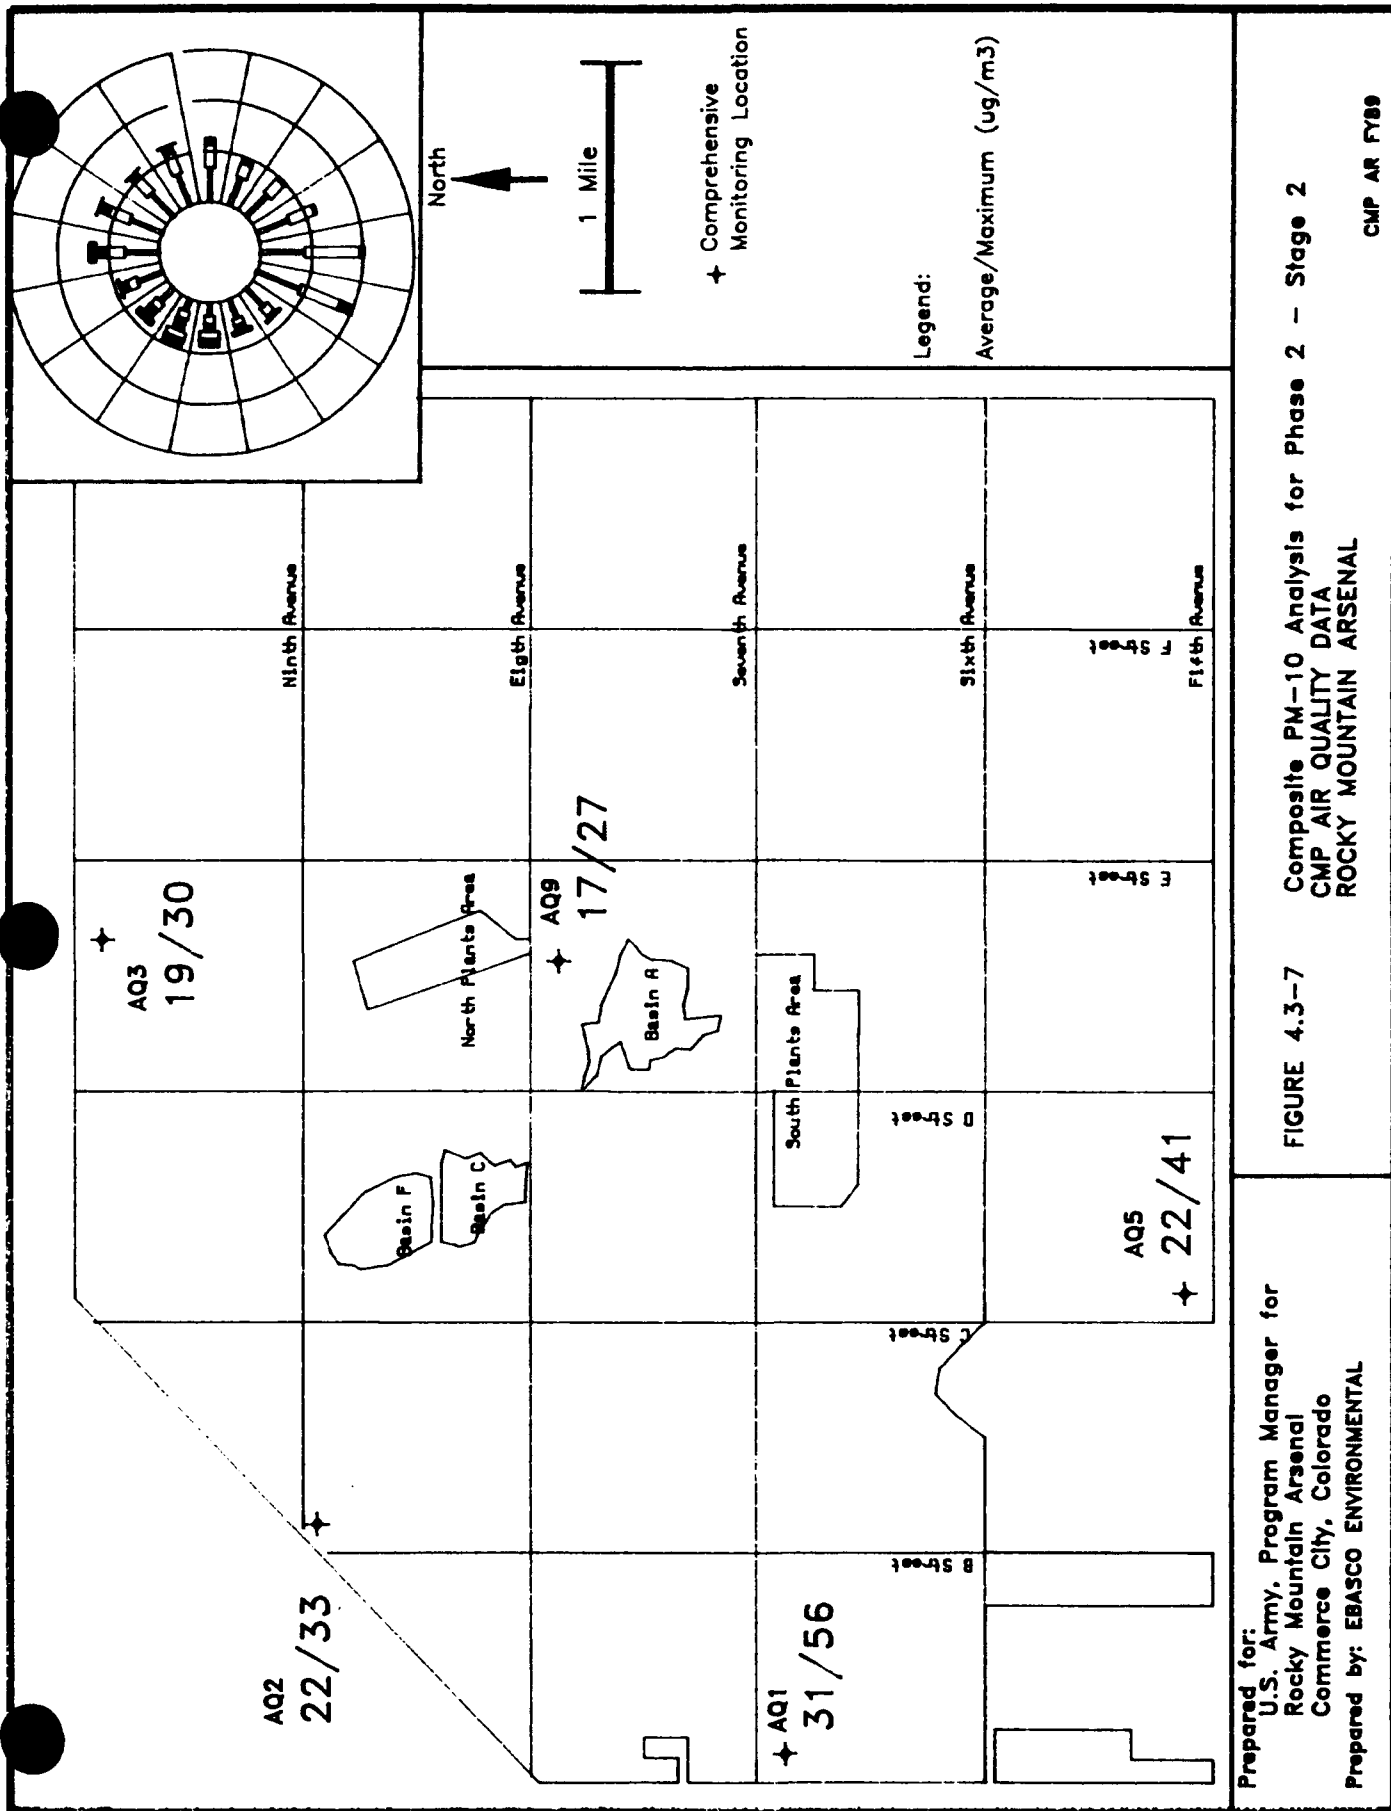 North
1 Mile
Comprehensive
Monitoring Location
Legend:
Average/Maximum (ug/m3)
AQ3
19/30
Ninth Avenue
AQ2
22/33
North Plants Area
Basin F
Basin C
Eigth Avenue
AQ9
17/27
Basin A
Seventh Avenue
AQ1
31/56
South Plants Area
B Street
C Street
D Street
E Street
F Street
Sixth Avenue
AQ5
22/41
Fifth Avenue
Prepared for:
U.S. Army, Program Manager for
Rocky Mountain Arsenal
Commerce City, Colorado
Prepared by: EBASCO ENVIRONMENTAL
FIGURE 4.3-7 Composite PM-10 Analysis for Phase 2 - Stage 2
CMP AIR QUALITY DATA
ROCKY MOUNTAIN ARSENAL
CMP AR FY89